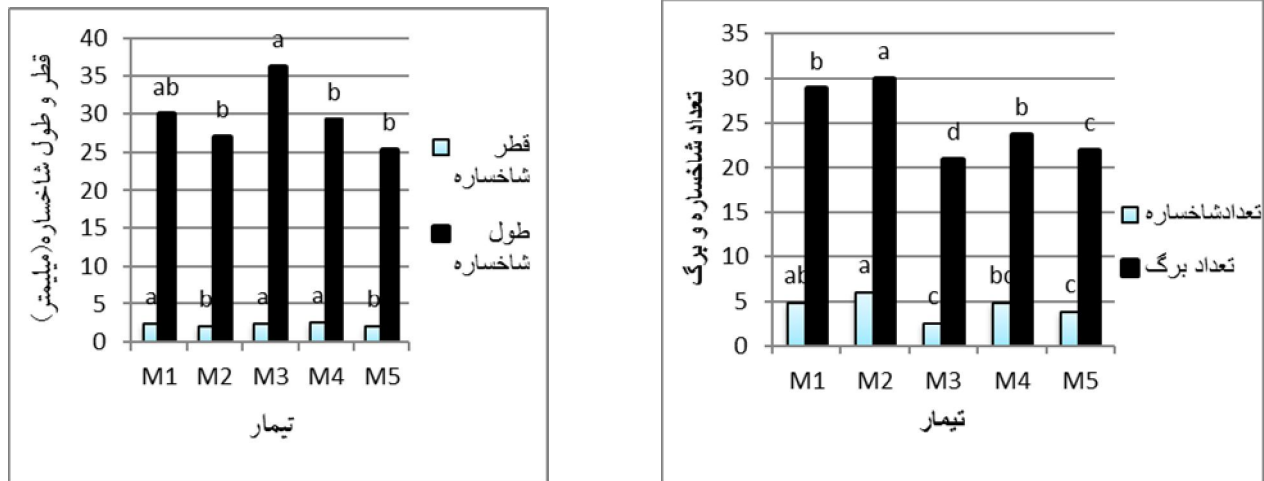 قطر و طول شاخساره(میلیمتر)
40
35
30
25
20
15
10
5
0
ab
b
a
b
b
a
b
a
a
b
M1 M2 M3 M4 M5
تیمار
قطر
شاخساره
طول
شاخساره
تعداد شاخساره و برگ
35
30
25
20
15
10
5
0
b
a
d
b
c
ab
a
c
bc
c
M1 M2 M3 M4 M5
تیمار
تعدادشاخساره
تعداد برگ